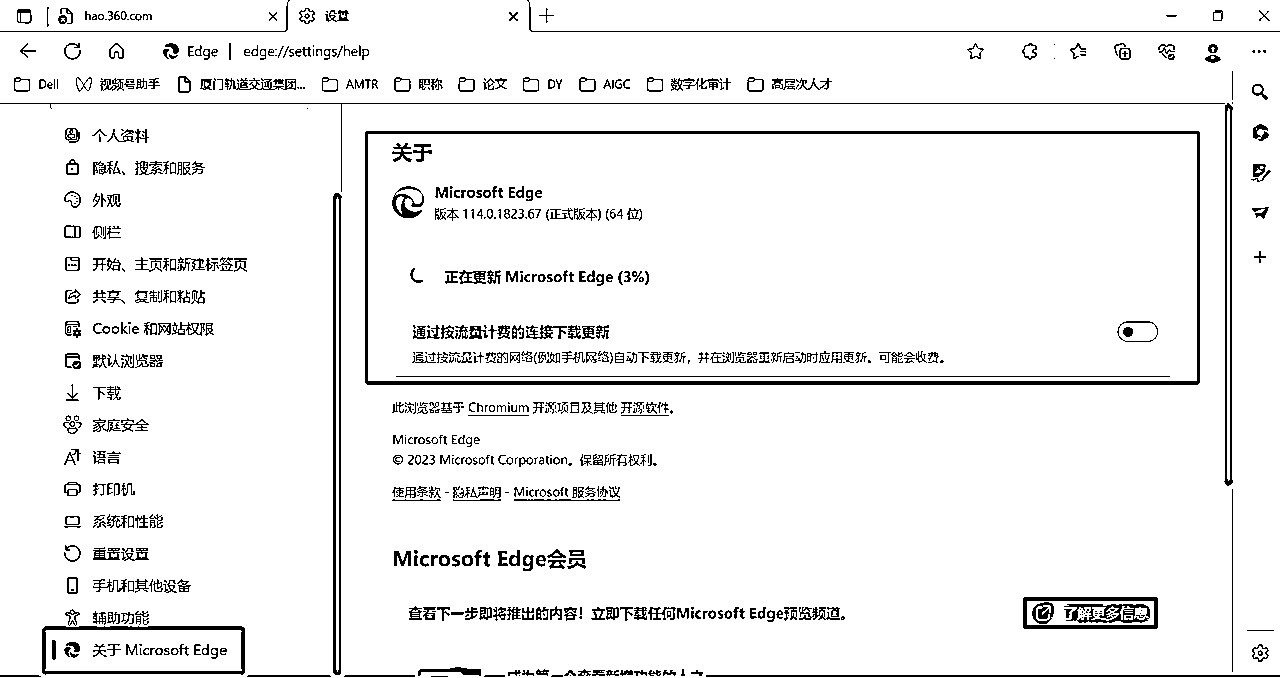 hao.360.com
设置
Edge
edge://settings/help
Dell
视频号助手
厦门轨道交通集团...
AMTR
职称
论文
DY
AIGC
数字化审计
高层次人才
个人资料
隐私、搜索和服务
外观
侧栏
开始、主页和新建标签页
共享、复制和粘贴
Cookie 和网站权限
默认浏览器
下载
家庭安全
语言
打印机
系统和性能
重置设置
手机和其他设备
辅助功能
关于 Microsoft Edge
关于
Microsoft Edge
版本 114.0.1823.67 (正式版本) (64 位)
正在更新 Microsoft Edge (3%)
通过按流量计费的连接下载更新
通过按流量计费的网络(例如手机网络)自动下载更新，并在浏览器重新启动时应用更新。可能会收费。
此浏览器基于 Chromium 开源项目及其他 开源软件。
Microsoft Edge
© 2023 Microsoft Corporation。保留所有权利。
使用条款 - 隐私声明 - Microsoft 服务协议
Microsoft Edge会员
查看下一步即将推出的内容！立即下载任何Microsoft Edge预览频道。
了解更多信息
成为第一个查看新增功能的人之